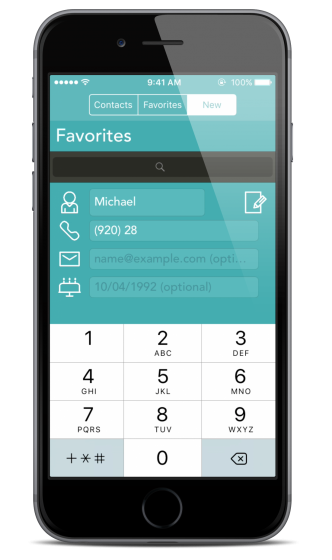 9:41 AM 100%
Contacts Favorites New
Favorites
Michael
(920) 28
name@example.com (opti...
10/04/1992 (optional)
1 2 3
ABC DEF
4 5 6
GHI JKL MNO
7 8 9
PQRS TUV WXYZ
+*# 0